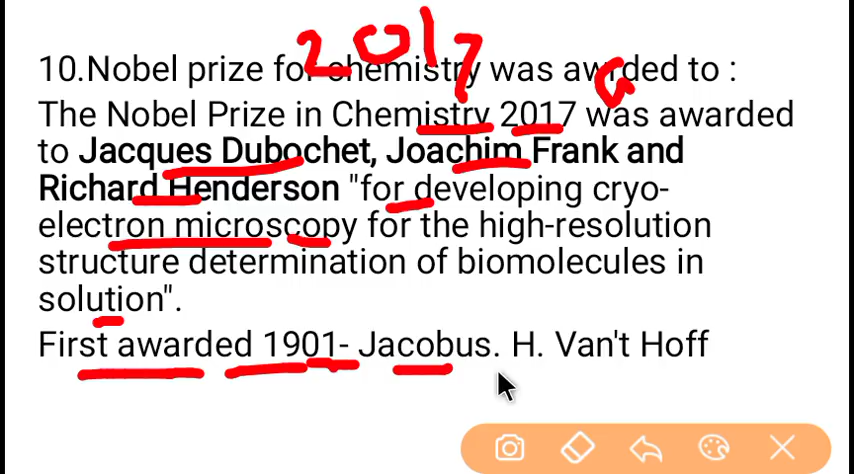 2017
10.Nobel prize for chemistry was awrded to :
a
The Nobel Prize in Chemistry 2017 was awarded
to Jacques Dubochet, Joachim Frank and
Richard Henderson "for developing cryo-
electron microscopy for the high-resolution
structure determination of biomolecules in
solution".
First awarded 1901- Jacobus. H. Van't Hoff